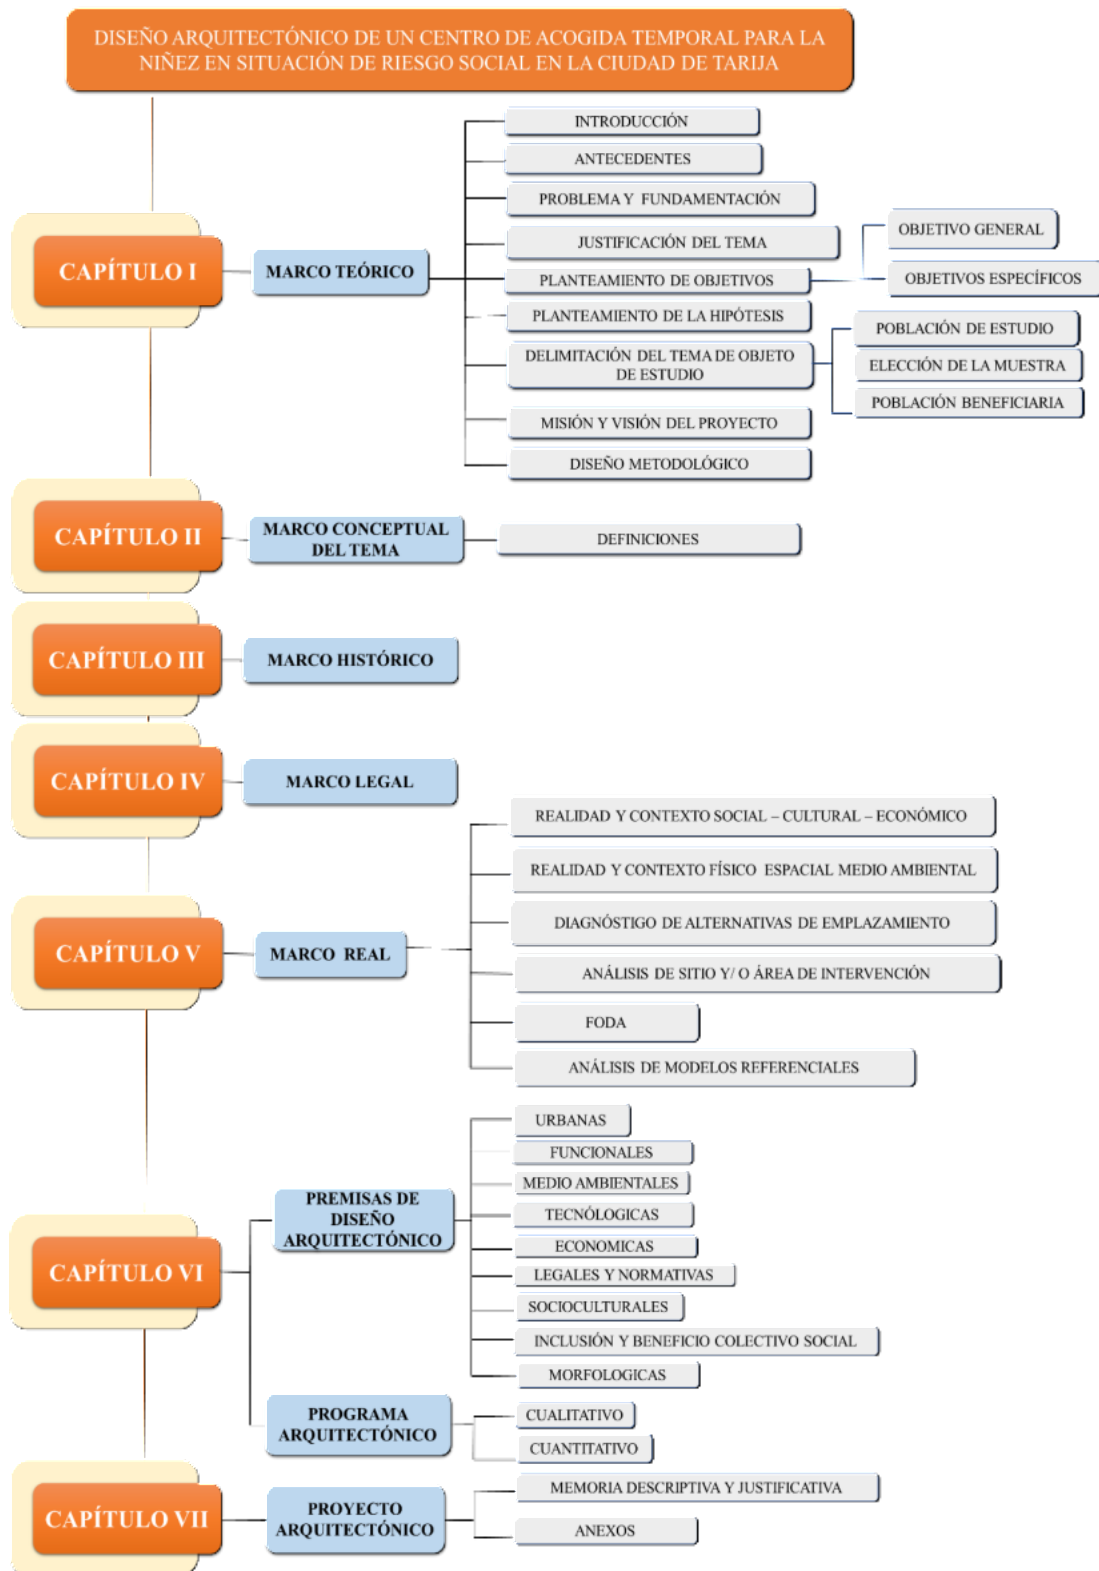 DISEÑO ARQUITECTÓNICO DE UN CENTRO DE ACOGIDA TEMPORAL PARA LA
NIÑEZ EN SITUACIÓN DE RIESGO SOCIAL EN LA CIUDAD DE TARIJA
CAPÍTULO I
MARCO TEÓRICO
INTRODUCCIÓN
ANTECEDENTES
PROBLEMA Y FUNDAMENTACIÓN
JUSTIFICACIÓN DEL TEMA
PLANTEAMIENTO DE OBJETIVOS
OBJETIVO GENERAL
OBJETIVOS ESPECÍFICOS
PLANTEAMIENTO DE LA HIPÓTESIS
DELIMITACIÓN DEL TEMA DE OBJETO
DE ESTUDIO
POBLACIÓN DE ESTUDIO
ELECCIÓN DE LA MUESTRA
POBLACIÓN BENEFICIARIA
MISIÓN Y VISIÓN DEL PROYECTO
DISEÑO METODOLÓGICO
CAPÍTULO II
MARCO CONCEPTUAL
DEL TEMA
DEFINICIONES
CAPÍTULO III
MARCO HISTÓRICO
CAPÍTULO IV
MARCO LEGAL
CAPÍTULO V
MARCO REAL
REALIDAD Y CONTEXTO SOCIAL – CULTURAL – ECONÓMICO
REALIDAD Y CONTEXTO FÍSICO ESPACIAL MEDIO AMBIENTAL
DIAGNÓSTIGO DE ALTERNATIVAS DE EMPLAZAMIENTO
ANÁLISIS DE SITIO Y/ O ÁREA DE INTERVENCIÓN
FODA
ANÁLISIS DE MODELOS REFERENCIALES
CAPÍTULO VI
PREMISAS DE
DISEÑO
ARQUITECTÓNICO
URBANAS
FUNCIONALES
MEDIO AMBIENTALES
TECNÓLOGICAS
ECONOMICAS
LEGALES Y NORMATIVAS
SOCIOCULTURALES
INCLUSIÓN Y BENEFICIO COLECTIVO SOCIAL
MORFOLOGICAS
PROGRAMA
ARQUITECTÓNICO
CUALITATIVO
CUANTITATIVO
CAPÍTULO VII
PROYECTO
ARQUITECTÓNICO
MEMORIA DESCRIPTIVA Y JUSTIFICATIVA
ANEXOS